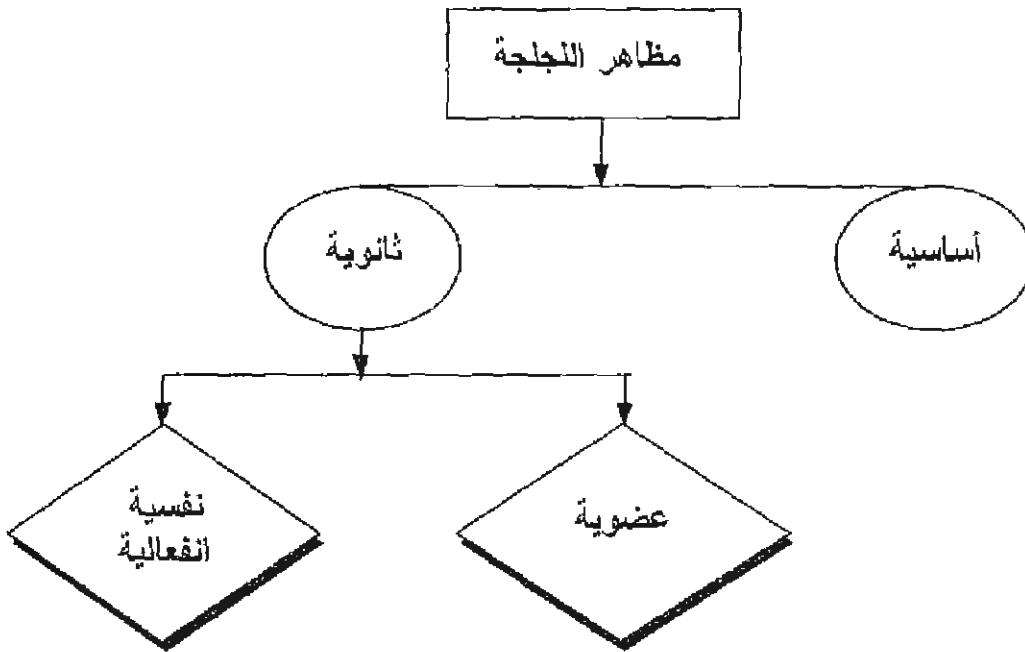 مظاهر اللجلجة
أساسية
ثانوية
عضوية
نفسية
انفعالية